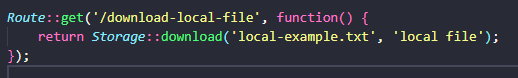 Route::get('/download-local-file', function() {
    return Storage::download('local-example.txt', 'local file');
});